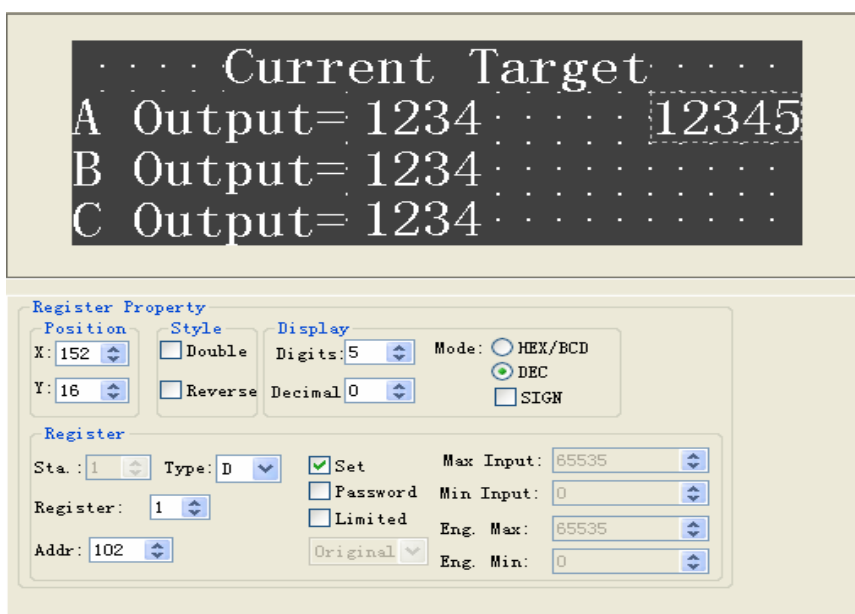 Current Target
A Output= 1234 12345
B Output= 1234
C Output= 1234
Register Property
Position Style Display
X: 152 Double Digits: 5 Mode: HEX/BCD
DEC
Y: 16 Reverse Decimal 0 SIGN
Register
Sta.: 1 Type: D Set Max Input: 65535
Register: 1 Password Min Input: 0
Limited Eng. Max: 65535
Addr: 102 Original Eng. Min: 0